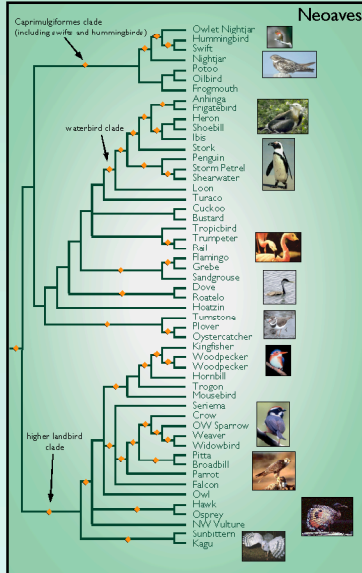 Neoaves
Caprimulgiformes clade
(including swifts and hummingbirds)
Owlet Nightjar
Hummingbird
Swift
Nightjar
Potoo
Oilbird
Frogmouth
Anhinga
Frigatebird
Heron
Shoebill
Ibis
waterbird clade
Stork
Penguin
Storm Petrel
Shearwater
Loon
Turaco
Cuckoo
Bustard
Tropicbird
Trumpeter
Rail
Flamingo
Grebe
Sandgrouse
Dove
Roatelo
Hoatzin
Turnstone
Plover
Oystercatcher
Kingfisher
Woodpecker
Woodpecker
Hornbill
Trogon
Mousebird
Seriema
Crow
OW Sparrow
Weaver
Widowbird
higher landbird
clade
Pitta
Broadbill
Parrot
Falcon
Owl
Hawk
Osprey
NW Vulture
Sunbittern
Kagu